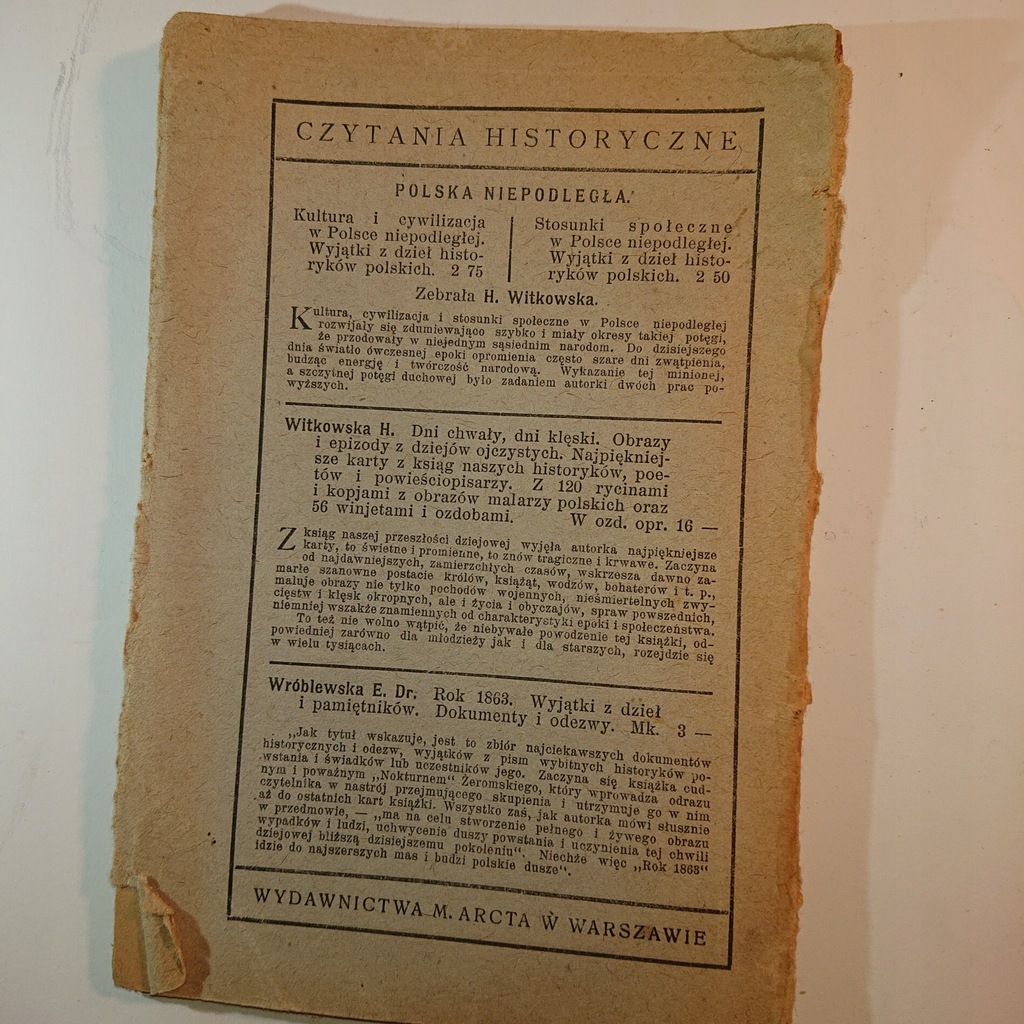 CZYTANIA HISTORYCZNE
POLSKA NIEPODLEGŁA.
Kultura i cywilizacja
w Polsce niepodległej.
Wyjątki z dzieł histo-
ryków polskich. 2 75
Stosunki społeczne
w Polsce niepodległej.
Wyjątki z dzieł histo-
ryków polskich. 2 50
Zebrała H. Witkowska.
Kultura, cywilizacja i stosunki społeczne w Polsce niepodległej
rozwijały się zdumiewająco szybko i miały okresy takiej potęgi,
że przodowały w niejednym sąsiednim narodom. Do dzisiejszego
dnia światło ówczesnej epoki opromienia często szare dni zwątpienia,
budząc energję i twórczość narodową. Wykazanie tej minionej,
a szczytnej potęgi duchowej było zadaniem autorki dwóch prac po-
wyższych.
Witkowska H. Dni chwały, dni klęski. Obrazy
i epizody z dziejów ojczystych. Najpiękniej-
sze karty z ksiąg naszych historyków, poe-
tów i powieściopisarzy. Z 120 rycinami
i kopjami z obrazów malarzy polskich oraz
56 winjetami i ozdobami. W ozd. opr. 16 —
Z ksiąg naszej przeszłości dziejowej wyjęła autorka najpiękniejsze
karty, to świetne i promienne, to znów tragiczne i krwawe. Zaczyna
od najdawniejszych, zamierzchłych czasów, wskrzesza dawno za-
marłe szanowne postacie królów, książąt, wodzów, bohaterów i t. p.,
maluje obrazy nie tylko pochodów wojennych, nieśmiertelnych zwy-
cięstw i klęsk okropnych, ale i życia i obyczajów, spraw powszednich,
niemniej wszakże znamiennych od charakterystyki epoki i społeczeństwa.
To też nie wolno wątpić, że niebywałe powodzenie tej książki, od-
powiedniej zarówno dla młodzieży jak i dla starszych, rozejdzie się
w wielu tysiącach.
Wróblewska E. Dr. Rok 1863. Wyjątki z dzieł
i pamiętników. Dokumenty i odezwy. Mk. 3 —
„Jak tytuł wskazuje, jest to zbiór najciekawszych dokumentów
historycznych i odezw, wyjątków z pism wybitnych historyków po-
wstania i świadków lub uczestników jego. Zaczyna się książka cud-
nym i poważnym „Nokturnem“ Żeromskiego, który wprowadza odrazu
czytelnika w nastrój przejmującego skupienia i utrzymuje go w nim
aż do ostatnich kart książki. Wszystko zaś, jak autorka mówi słusznie
w przedmowie, — „ma na celu stworzenie pełnego i żywego obrazu
wypadków i ludzi, uchwycenie duszy powstania i uczynienia tej chwili
dziejowej bliższą dzisiejszemu pokoleniu“. Niechże więc „Rok 1863“
idzie do najszerszych mas i budzi polskie dusze“.
WYDAWNICTWA M. ARCTA W WARSZAWIE